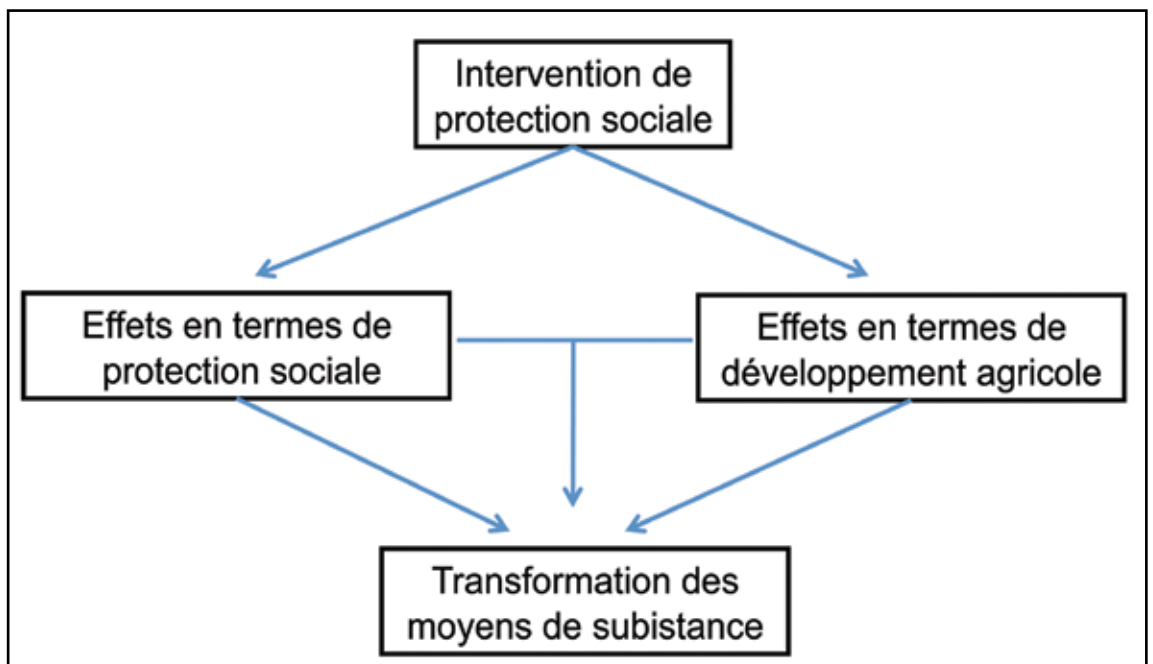 Intervention de
protection sociale
Effets en termes de
protection sociale
Effets en termes de
développement agricole
Transformation des
moyens de subistance